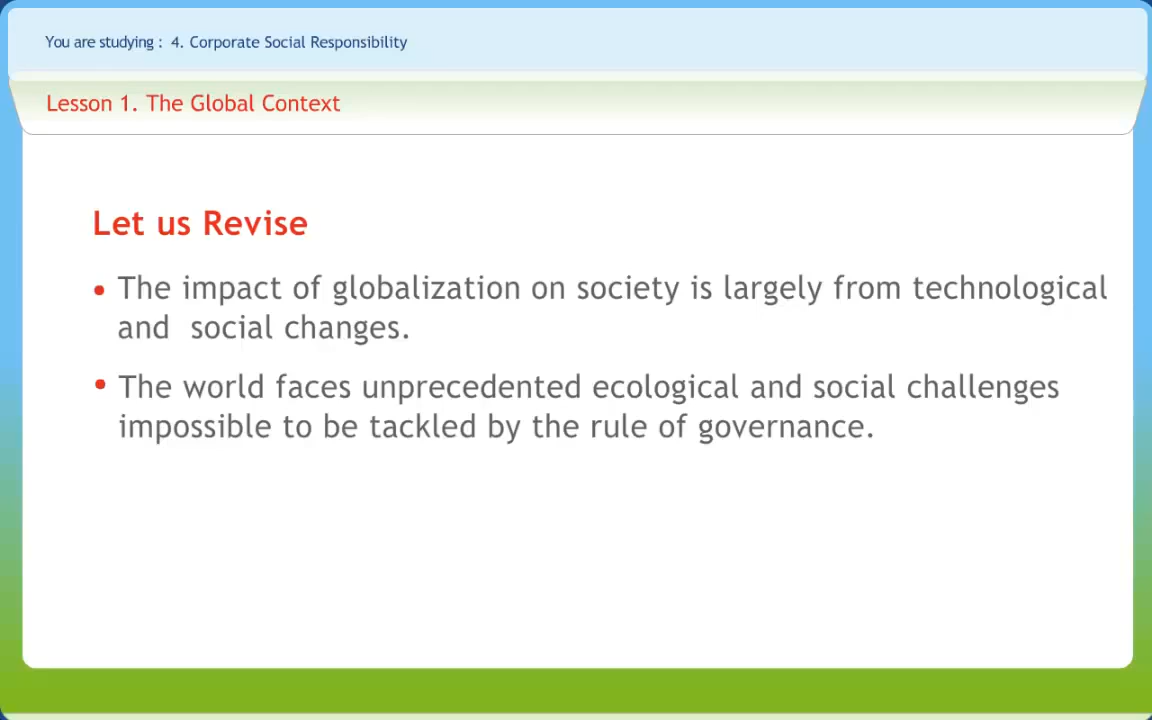 You are studying : 4. Corporate Social Responsibility
Lesson 1. The Global Context
Let us Revise
• The impact of globalization on society is largely from technological
and social changes.
• The world faces unprecedented ecological and social challenges
impossible to be tackled by the rule of governance.